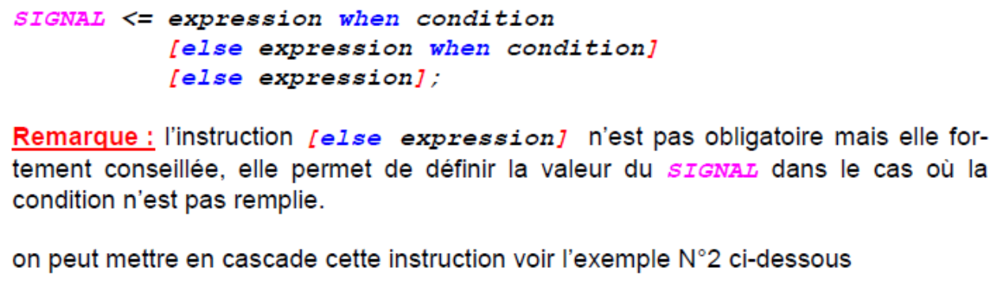 SIGNAL <= expression when condition
[else expression when condition]
[else expression];
Remarque : l'instruction [else expression] n'est pas obligatoire mais elle for-
tement conseillée, elle permet de définir la valeur du SIGNAL dans le cas où la
condition n'est pas remplie.
on peut mettre en cascade cette instruction voir l'exemple N°2 ci-dessous